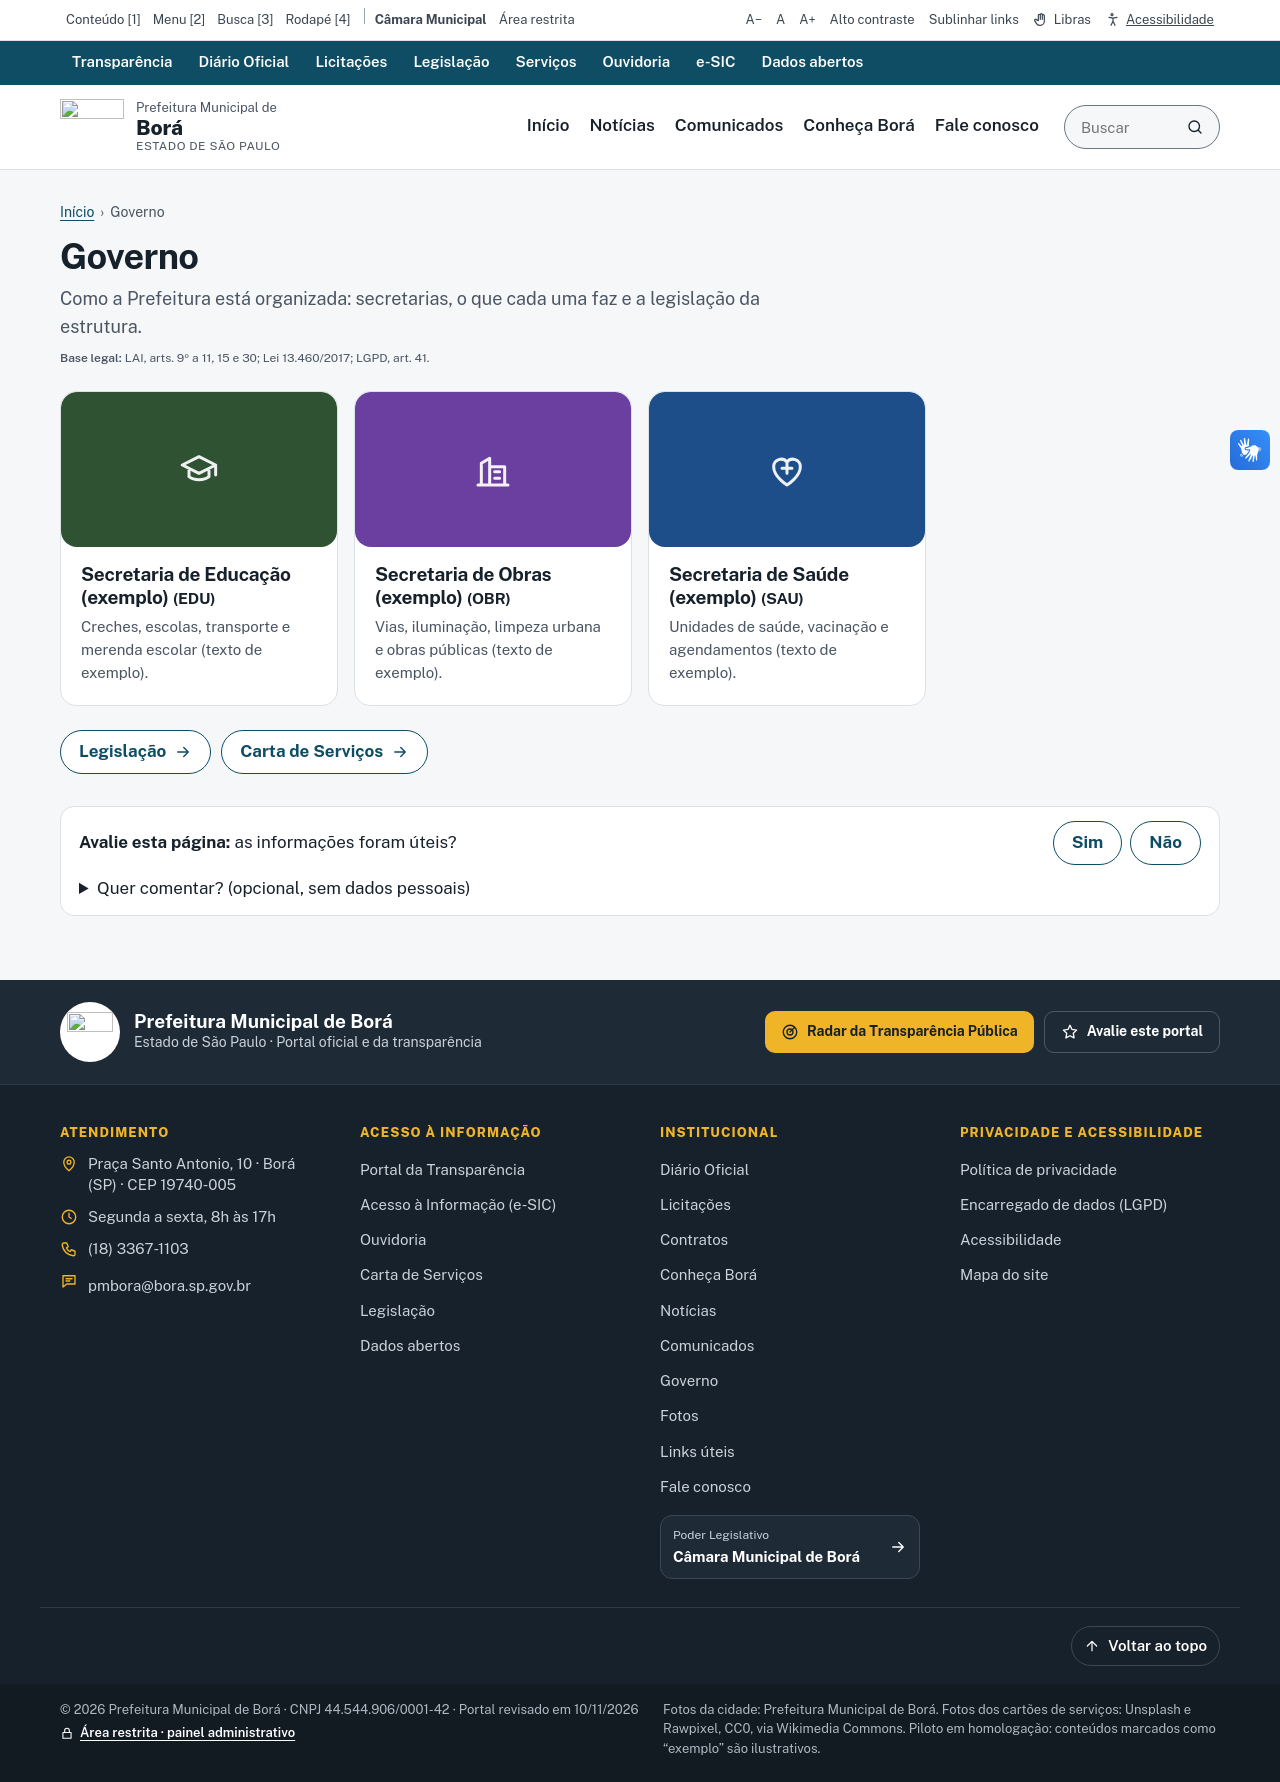 Conteúdo [1] Menu [2] Busca [3] Rodapé [4] Câmara Municipal Área restrita A− A A+ Alto contraste Sublinhar links Libras Acessibilidade
Transparência Diário Oficial Licitações Legislação Serviços Ouvidoria e-SIC Dados abertos
Prefeitura Municipal de
Borá
ESTADO DE SÃO PAULO
Início Notícias Comunicados Conheça Borá Fale conosco Buscar
Início › Governo
Governo
Como a Prefeitura está organizada: secretarias, o que cada uma faz e a legislação da
estrutura.
Base legal: LAI, arts. 9º a 11, 15 e 30; Lei 13.460/2017; LGPD, art. 41.
Secretaria de Educação
(exemplo) (EDU)
Creches, escolas, transporte e
merenda escolar (texto de
exemplo).
Secretaria de Obras
(exemplo) (OBR)
Vias, iluminação, limpeza urbana
e obras públicas (texto de
exemplo).
Secretaria de Saúde
(exemplo) (SAU)
Unidades de saúde, vacinação e
agendamentos (texto de
exemplo).
Legislação → Carta de Serviços →
Avalie esta página: as informações foram úteis? Sim Não
Quer comentar? (opcional, sem dados pessoais)
Prefeitura Municipal de Borá
Estado de São Paulo · Portal oficial e da transparência
Radar da Transparência Pública Avalie este portal
ATENDIMENTO
Praça Santo Antonio, 10 · Borá
(SP) · CEP 19740-005
Segunda a sexta, 8h às 17h
(18) 3367-1103
pmbora@bora.sp.gov.br
ACESSO À INFORMAÇÃO
Portal da Transparência
Acesso à Informação (e-SIC)
Ouvidoria
Carta de Serviços
Legislação
Dados abertos
INSTITUCIONAL
Diário Oficial
Licitações
Contratos
Conheça Borá
Notícias
Comunicados
Governo
Fotos
Links úteis
Fale conosco
Poder Legislativo
Câmara Municipal de Borá →
PRIVACIDADE E ACESSIBILIDADE
Política de privacidade
Encarregado de dados (LGPD)
Acessibilidade
Mapa do site
↑ Voltar ao topo
© 2026 Prefeitura Municipal de Borá · CNPJ 44.544.906/0001-42 · Portal revisado em 10/11/2026
Área restrita · painel administrativo
Fotos da cidade: Prefeitura Municipal de Borá. Fotos dos cartões de serviços: Unsplash e
Rawpixel, CC0, via Wikimedia Commons. Piloto em homologação: conteúdos marcados como
“exemplo” são ilustrativos.